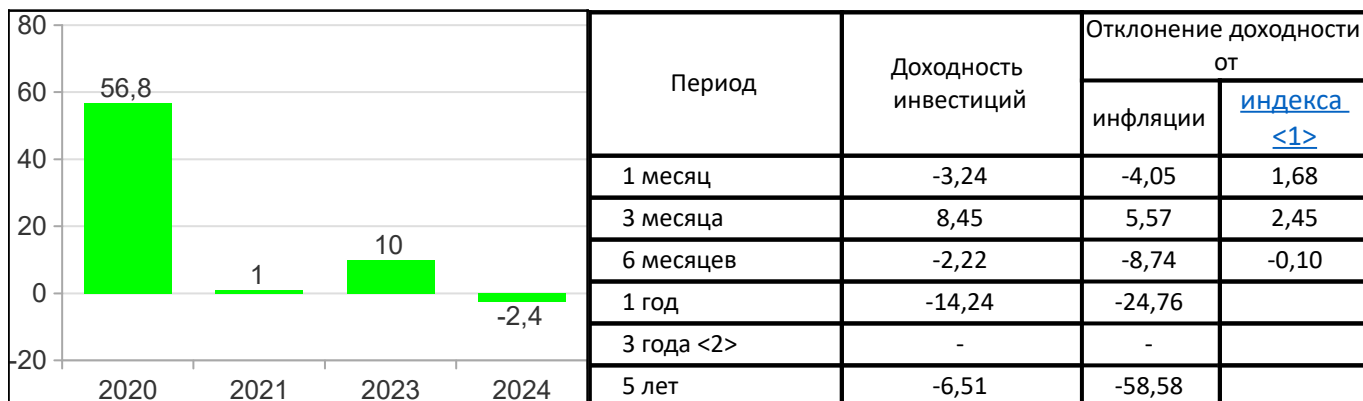 80
60
40
20
0
-20
56,8
1
10
-2,4
2020 2021 2023 2024
Период
Доходность
инвестиций
Отклонение доходности
от
инфляции
индекса
<1>
1 месяц -3,24 -4,05 1,68
3 месяца 8,45 5,57 2,45
6 месяцев -2,22 -8,74 -0,10
1 год -14,24 -24,76
3 года <2> - -
5 лет -6,51 -58,58